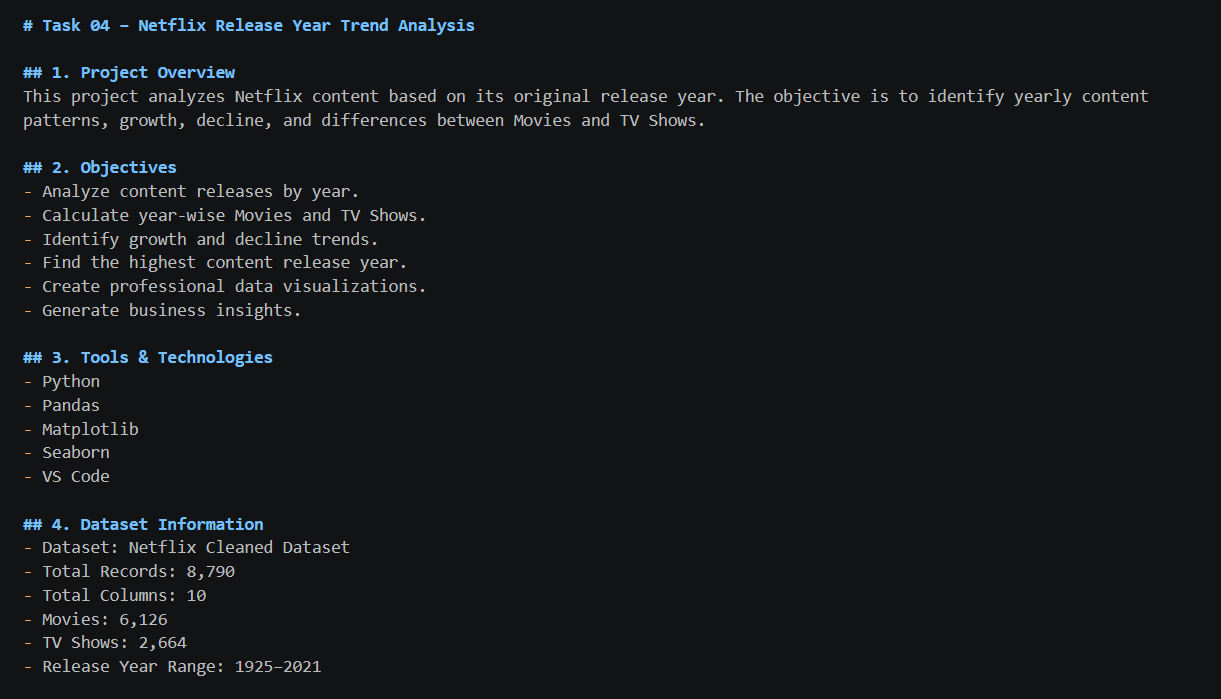 # Task 04 – Netflix Release Year Trend Analysis
## 1. Project Overview
This project analyzes Netflix content based on its original release year. The objective is to identify yearly content
patterns, growth, decline, and differences between Movies and TV Shows.
## 2. Objectives
- Analyze content releases by year.
- Calculate year-wise Movies and TV Shows.
- Identify growth and decline trends.
- Find the highest content release year.
- Create professional data visualizations.
- Generate business insights.
## 3. Tools & Technologies
- Python
- Pandas
- Matplotlib
- Seaborn
- VS Code
## 4. Dataset Information
- Dataset: Netflix Cleaned Dataset
- Total Records: 8,790
- Total Columns: 10
- Movies: 6,126
- TV Shows: 2,664
- Release Year Range: 1925–2021